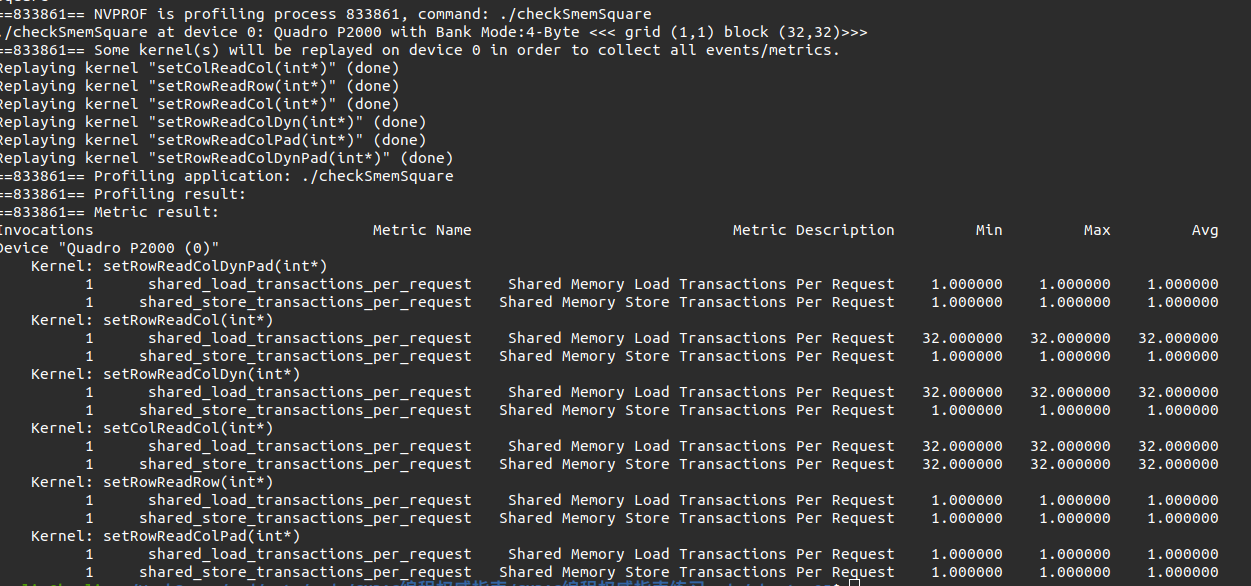 ==833861== NVPROF is profiling process 833861, command: ./checkSmemSquare
./checkSmemSquare at device 0: Quadro P2000 with Bank Mode:4-Byte <<< grid (1,1) block (32,32)>>>
==833861== Some kernel(s) will be replayed on device 0 in order to collect all events/metrics.
Replaying kernel "setColReadCol(int*)" (done)
Replaying kernel "setRowReadRow(int*)" (done)
Replaying kernel "setRowReadCol(int*)" (done)
Replaying kernel "setRowReadColDyn(int*)" (done)
Replaying kernel "setRowReadColPad(int*)" (done)
Replaying kernel "setRowReadColDynPad(int*)" (done)
==833861== Profiling application: ./checkSmemSquare
==833861== Profiling result:
==833861== Metric result:
Invocations Metric Name Metric Description Min Max Avg
Device "Quadro P2000 (0)"
Kernel: setRowReadColDynPad(int*)
1 shared_load_transactions_per_request Shared Memory Load Transactions Per Request 1.000000 1.000000 1.000000
1 shared_store_transactions_per_request Shared Memory Store Transactions Per Request 1.000000 1.000000 1.000000
Kernel: setRowReadCol(int*)
1 shared_load_transactions_per_request Shared Memory Load Transactions Per Request 32.000000 32.000000 32.000000
1 shared_store_transactions_per_request Shared Memory Store Transactions Per Request 1.000000 1.000000 1.000000
Kernel: setRowReadColDyn(int*)
1 shared_load_transactions_per_request Shared Memory Load Transactions Per Request 32.000000 32.000000 32.000000
1 shared_store_transactions_per_request Shared Memory Store Transactions Per Request 1.000000 1.000000 1.000000
Kernel: setColReadCol(int*)
1 shared_load_transactions_per_request Shared Memory Load Transactions Per Request 32.000000 32.000000 32.000000
1 shared_store_transactions_per_request Shared Memory Store Transactions Per Request 32.000000 32.000000 32.000000
Kernel: setRowReadRow(int*)
1 shared_load_transactions_per_request Shared Memory Load Transactions Per Request 1.000000 1.000000 1.000000
1 shared_store_transactions_per_request Shared Memory Store Transactions Per Request 1.000000 1.000000 1.000000
Kernel: setRowReadColPad(int*)
1 shared_load_transactions_per_request Shared Memory Load Transactions Per Request 1.000000 1.000000 1.000000
1 shared_store_transactions_per_request Shared Memory Store Transactions Per Request 1.000000 1.000000 1.000000